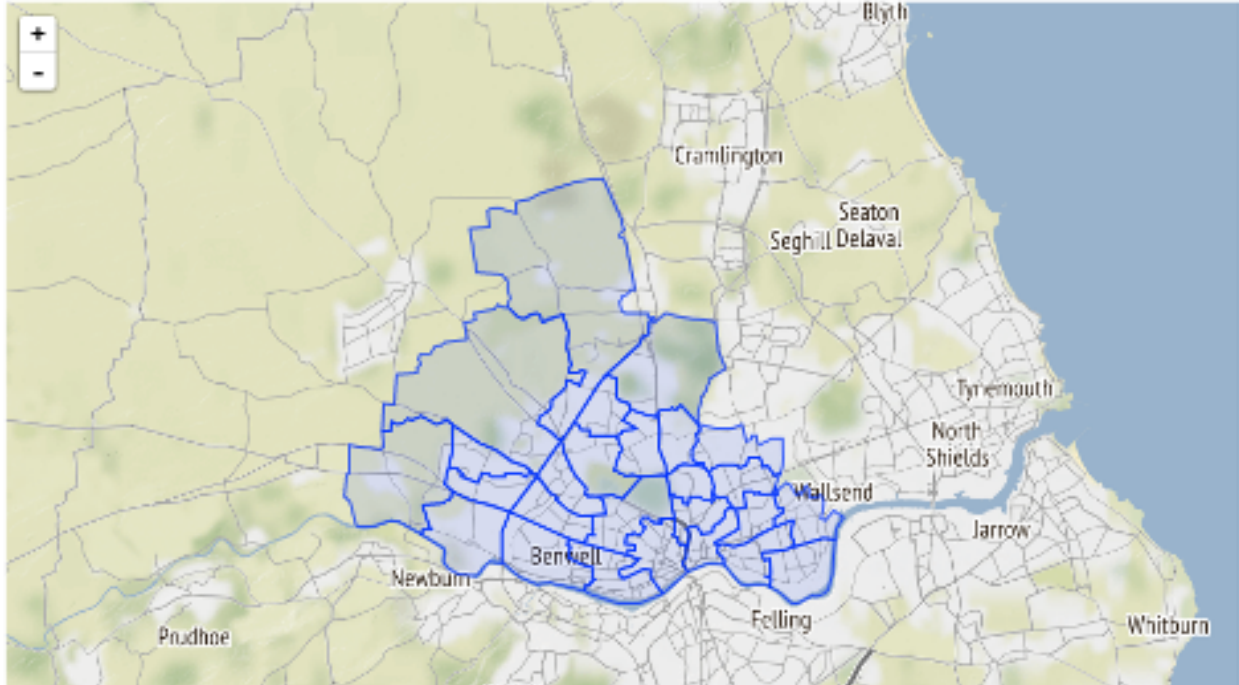 Blyth
+
-
Cramlington
Seaton
Seghill Delaval
Tynemouth
North
Shields
Wallsend
Jarrow
Benwell
Newburn
Felling
Whitburn
Prudhoe